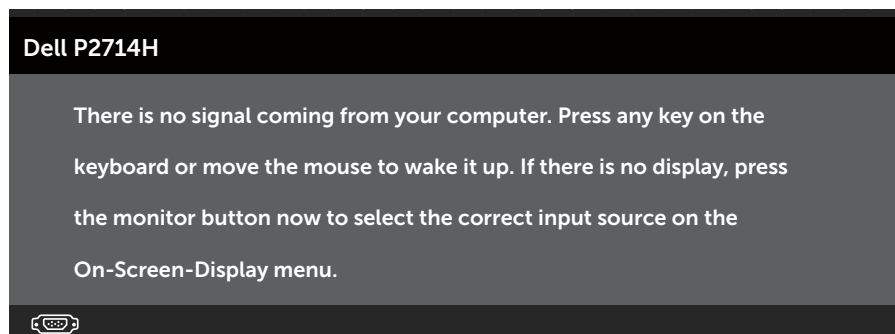 Dell P2714H
There is no signal coming from your computer. Press any key on the
keyboard or move the mouse to wake it up. If there is no display, press
the monitor button now to select the correct input source on the
On-Screen-Display menu.